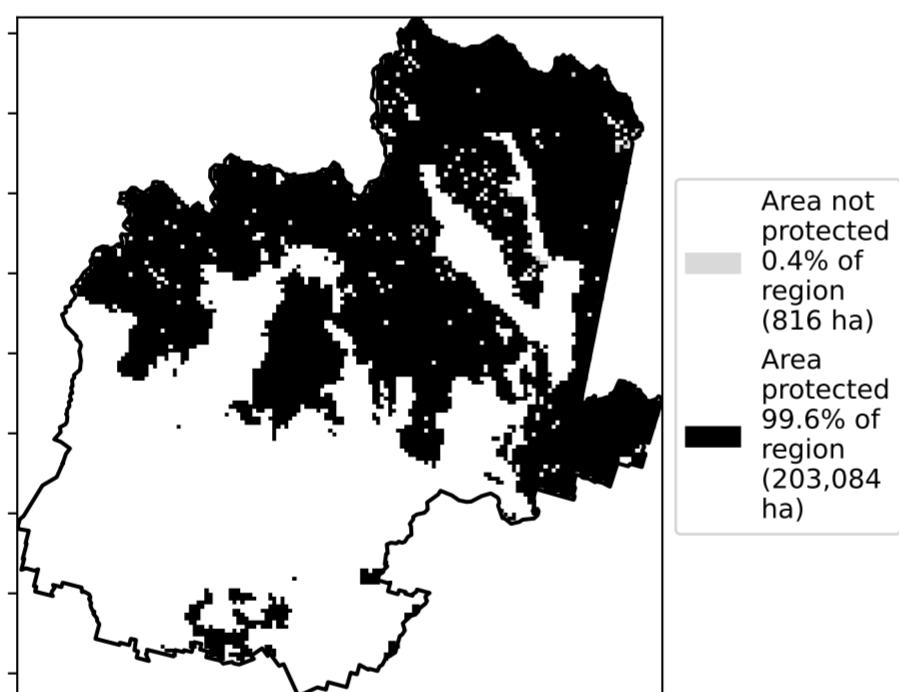 Area not
protected
0.4% of
region
(816 ha)
Area
protected
99.6% of
region
(203,084
ha)